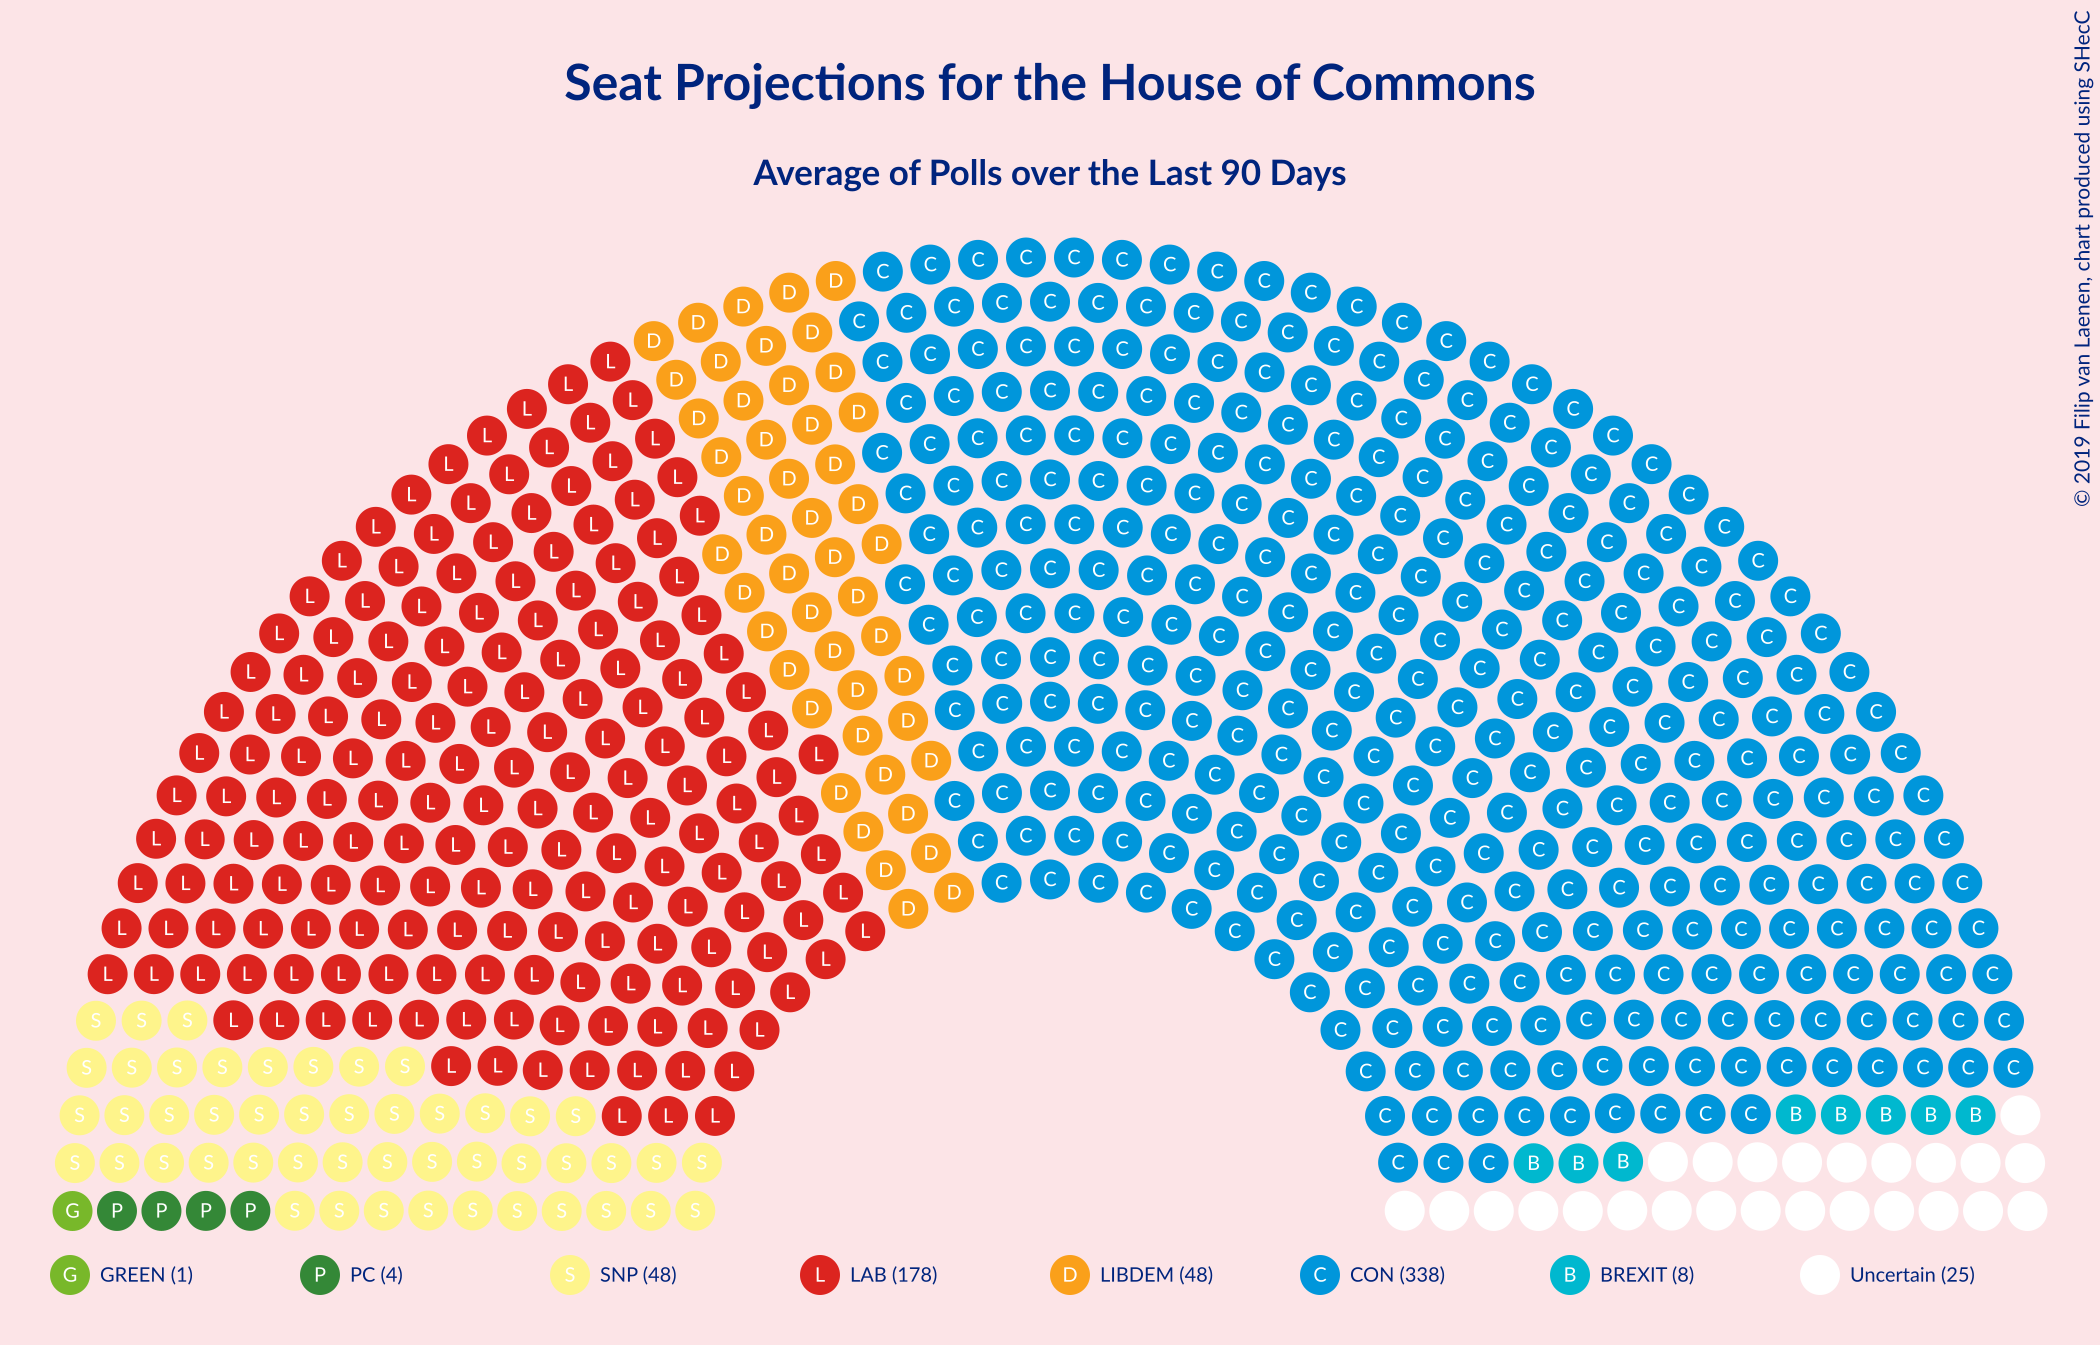 Seat Projections for the House of Commons
Average of Polls over the Last 90 Days
© 2019 Filip van Laenen, chart produced using SHecC
G GREEN (1)
P PC (4)
S SNP (48)
L LAB (178)
D LIBDEM (48)
C CON (338)
B BREXIT (8)
Uncertain (25)